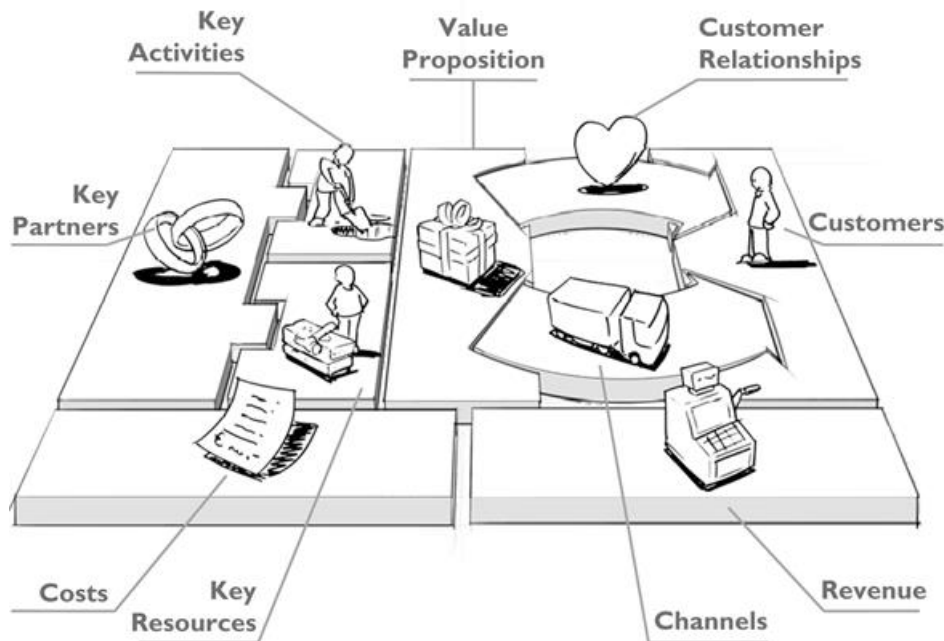 Key
Activities
Value
Proposition
Customer
Relationships
Key
Partners
Customers
Costs
Key
Resources
Channels
Revenue